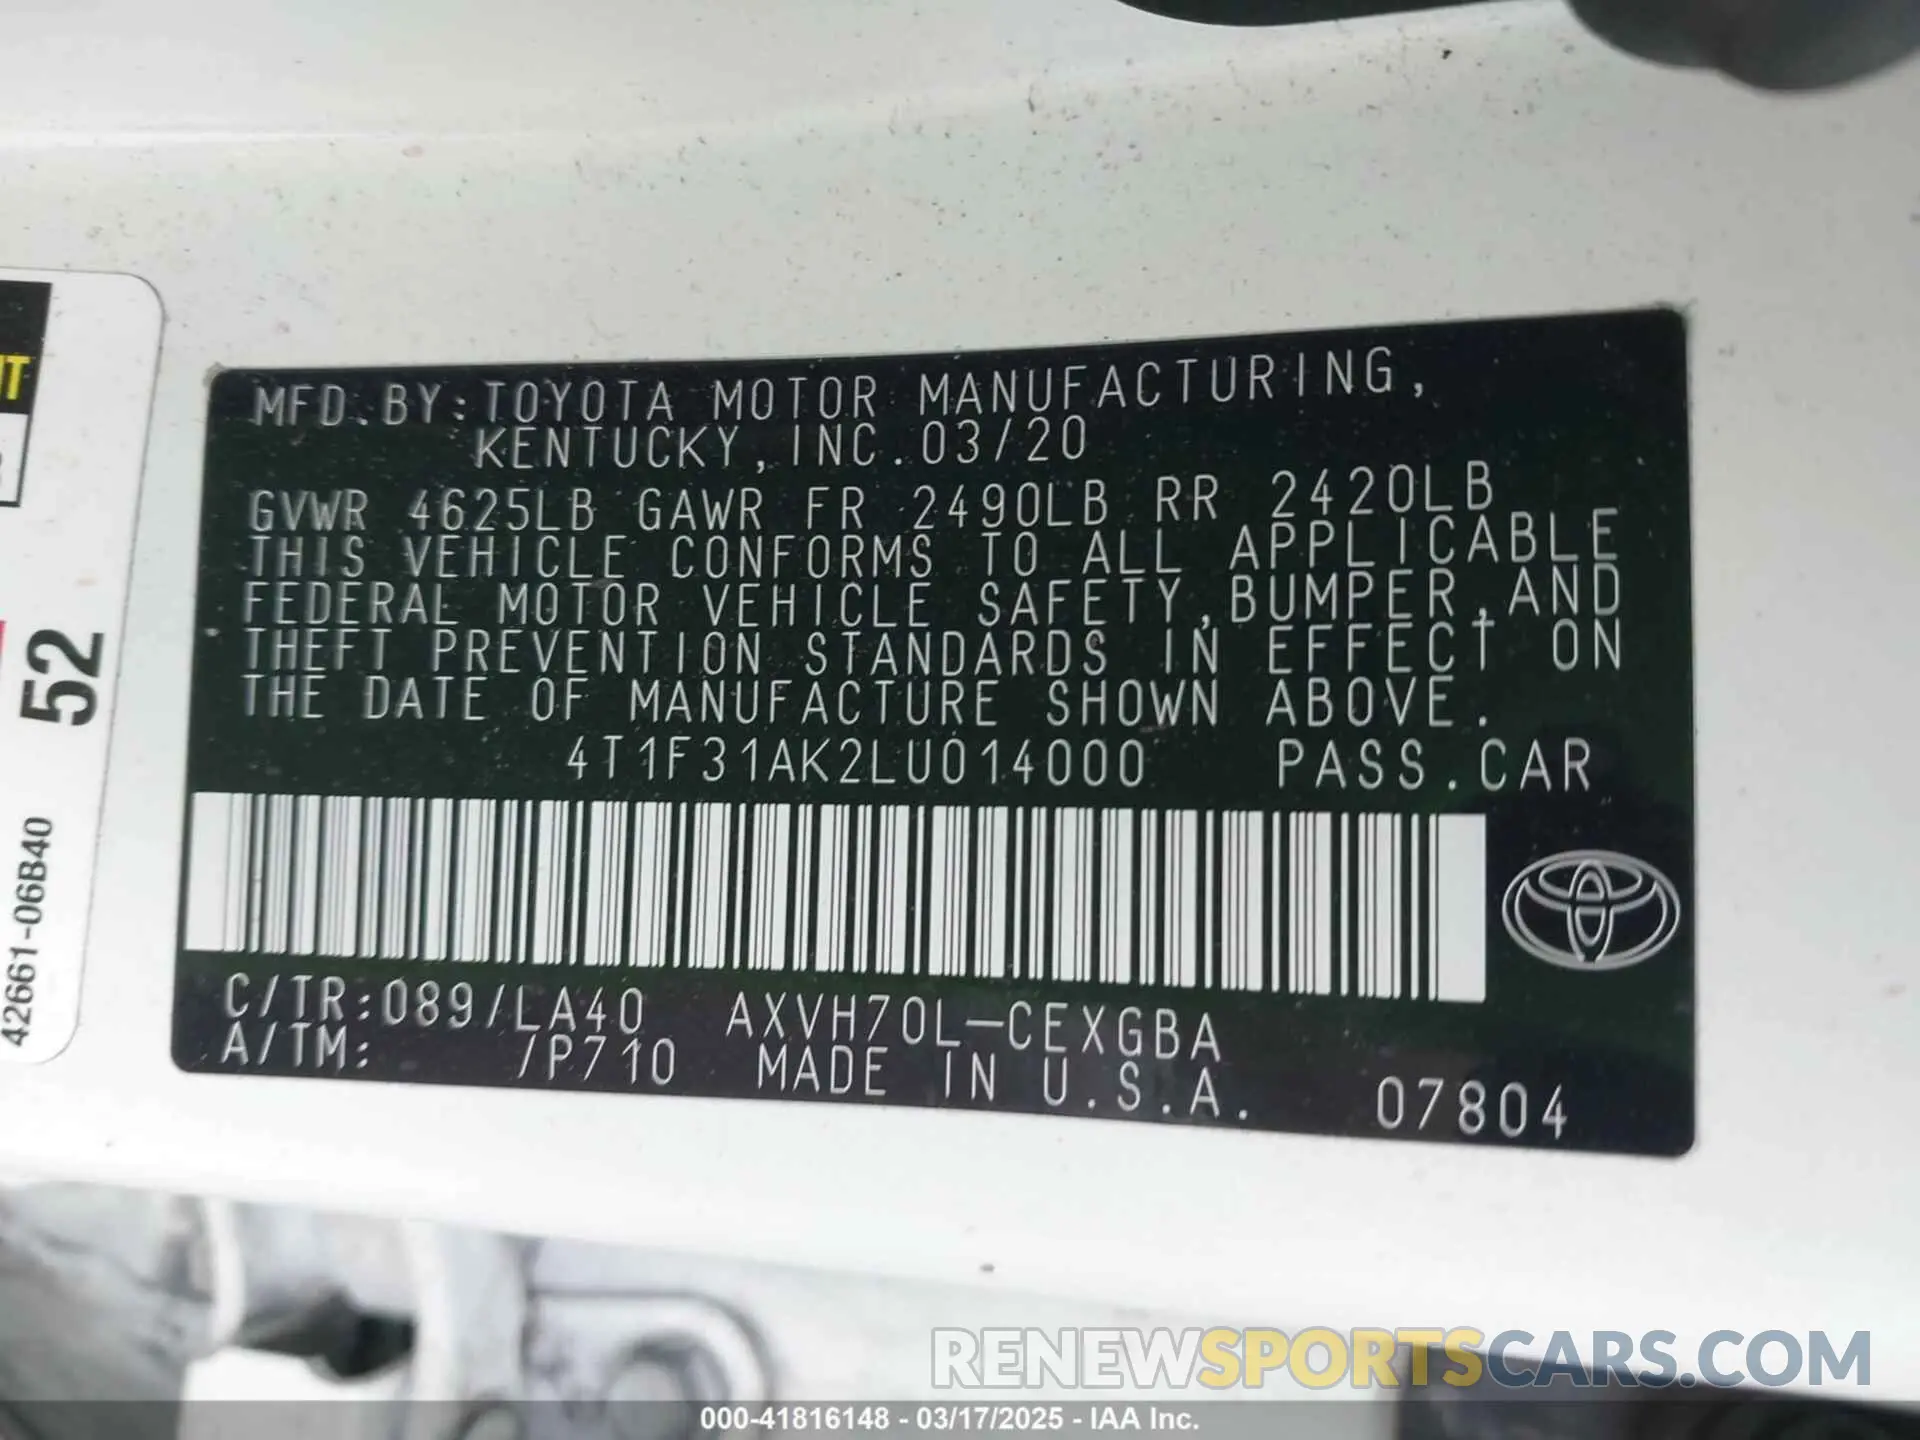 MFD.BY:TOYOTA MOTOR MANUFACTURING,
KENTUCKY, INC.03/20
GVWR 4625LB GAWR FR 2490LB RR 2420LB
THIS VEHICLE CONFORMS TO ALL APPLICABLE
FEDERAL MOTOR VEHICLE SAFETY,BUMPER,AND
THEFT PREVENTION STANDARDS IN EFFECT ON
THE DATE OF MANUFACTURE SHOWN ABOVE.
4T1F31AK2LU014000 PASS.CAR
C/TR:089/LA40 AXVH70L-CEXGBA
A/TM: /P710 MADE IN U.S.A. 07804
52
42661-06B40
RENEWSPORTSCARS.COM
000-41816148 - 03/17/2025 - IAA Inc.